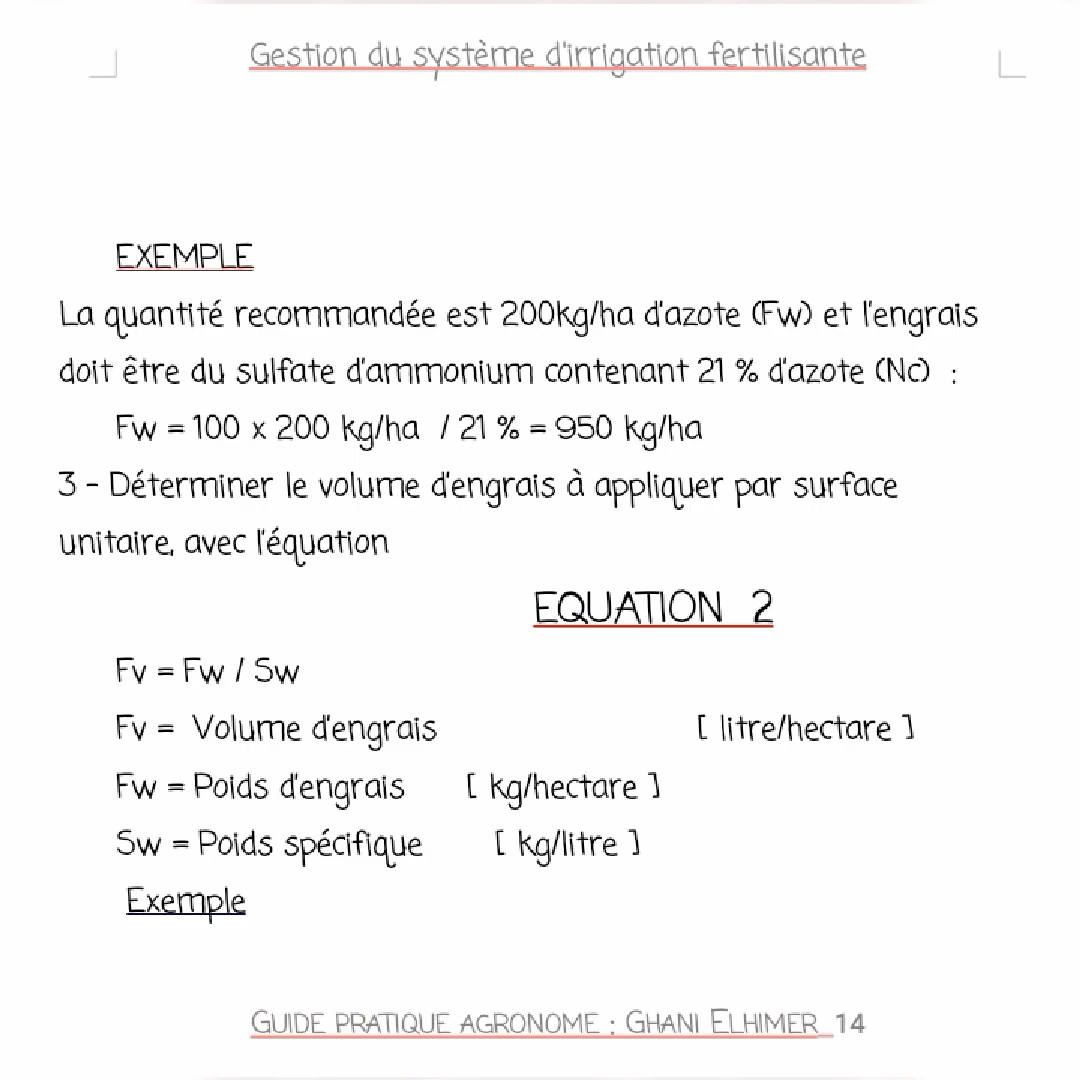 Gestion du système d'irrigation fertilisante
EXEMPLE
La quantité recommandée est 200kg/ha d'azote (Fw) et l'engrais
doit être du sulfate d'ammonium contenant 21 % d'azote (Nc) :
Fw = 100 x 200 kg/ha / 21 % = 950 kg/ha
3 - Déterminer le volume d'engrais à appliquer par surface
unitaire, avec l'équation
EQUATION 2
Fv = Fw / Sw
Fv = Volume d'engrais [ litre/hectare ]
Fw = Poids d'engrais [ kg/hectare ]
Sw = Poids spécifique [ kg/litre ]
Exemple
GUIDE PRATIQUE AGRONOME : GHANI ELHIMER 14